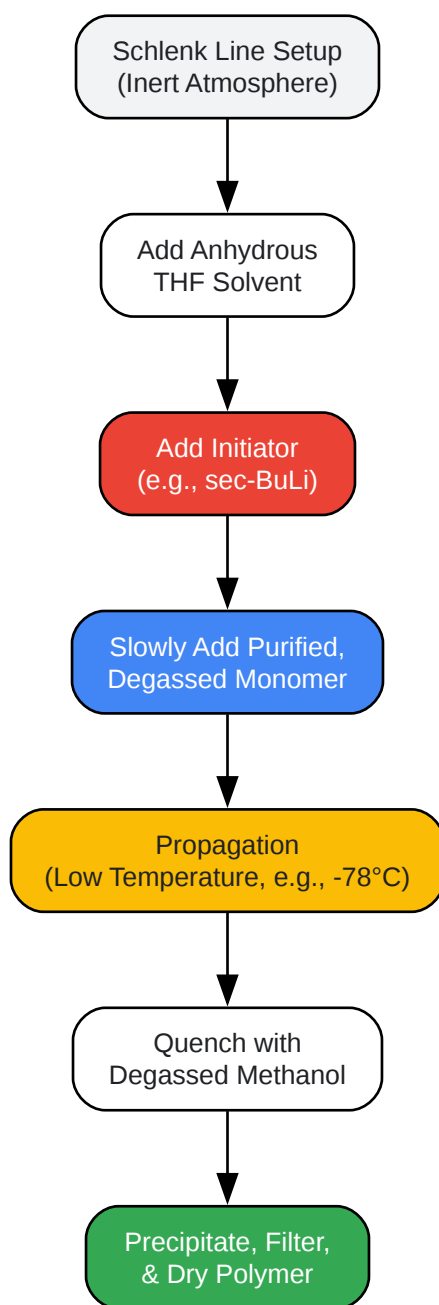 Schlenk Line Setup
(Inert Atmosphere)
Add Anhydrous
THF Solvent
Add Initiator
(e.g., sec-BuLi)
Slowly Add Purified,
Degassed Monomer
Propagation
(Low Temperature, e.g., -78°C)
Quench with
Degassed Methanol
Precipitate, Filter,
& Dry Polymer